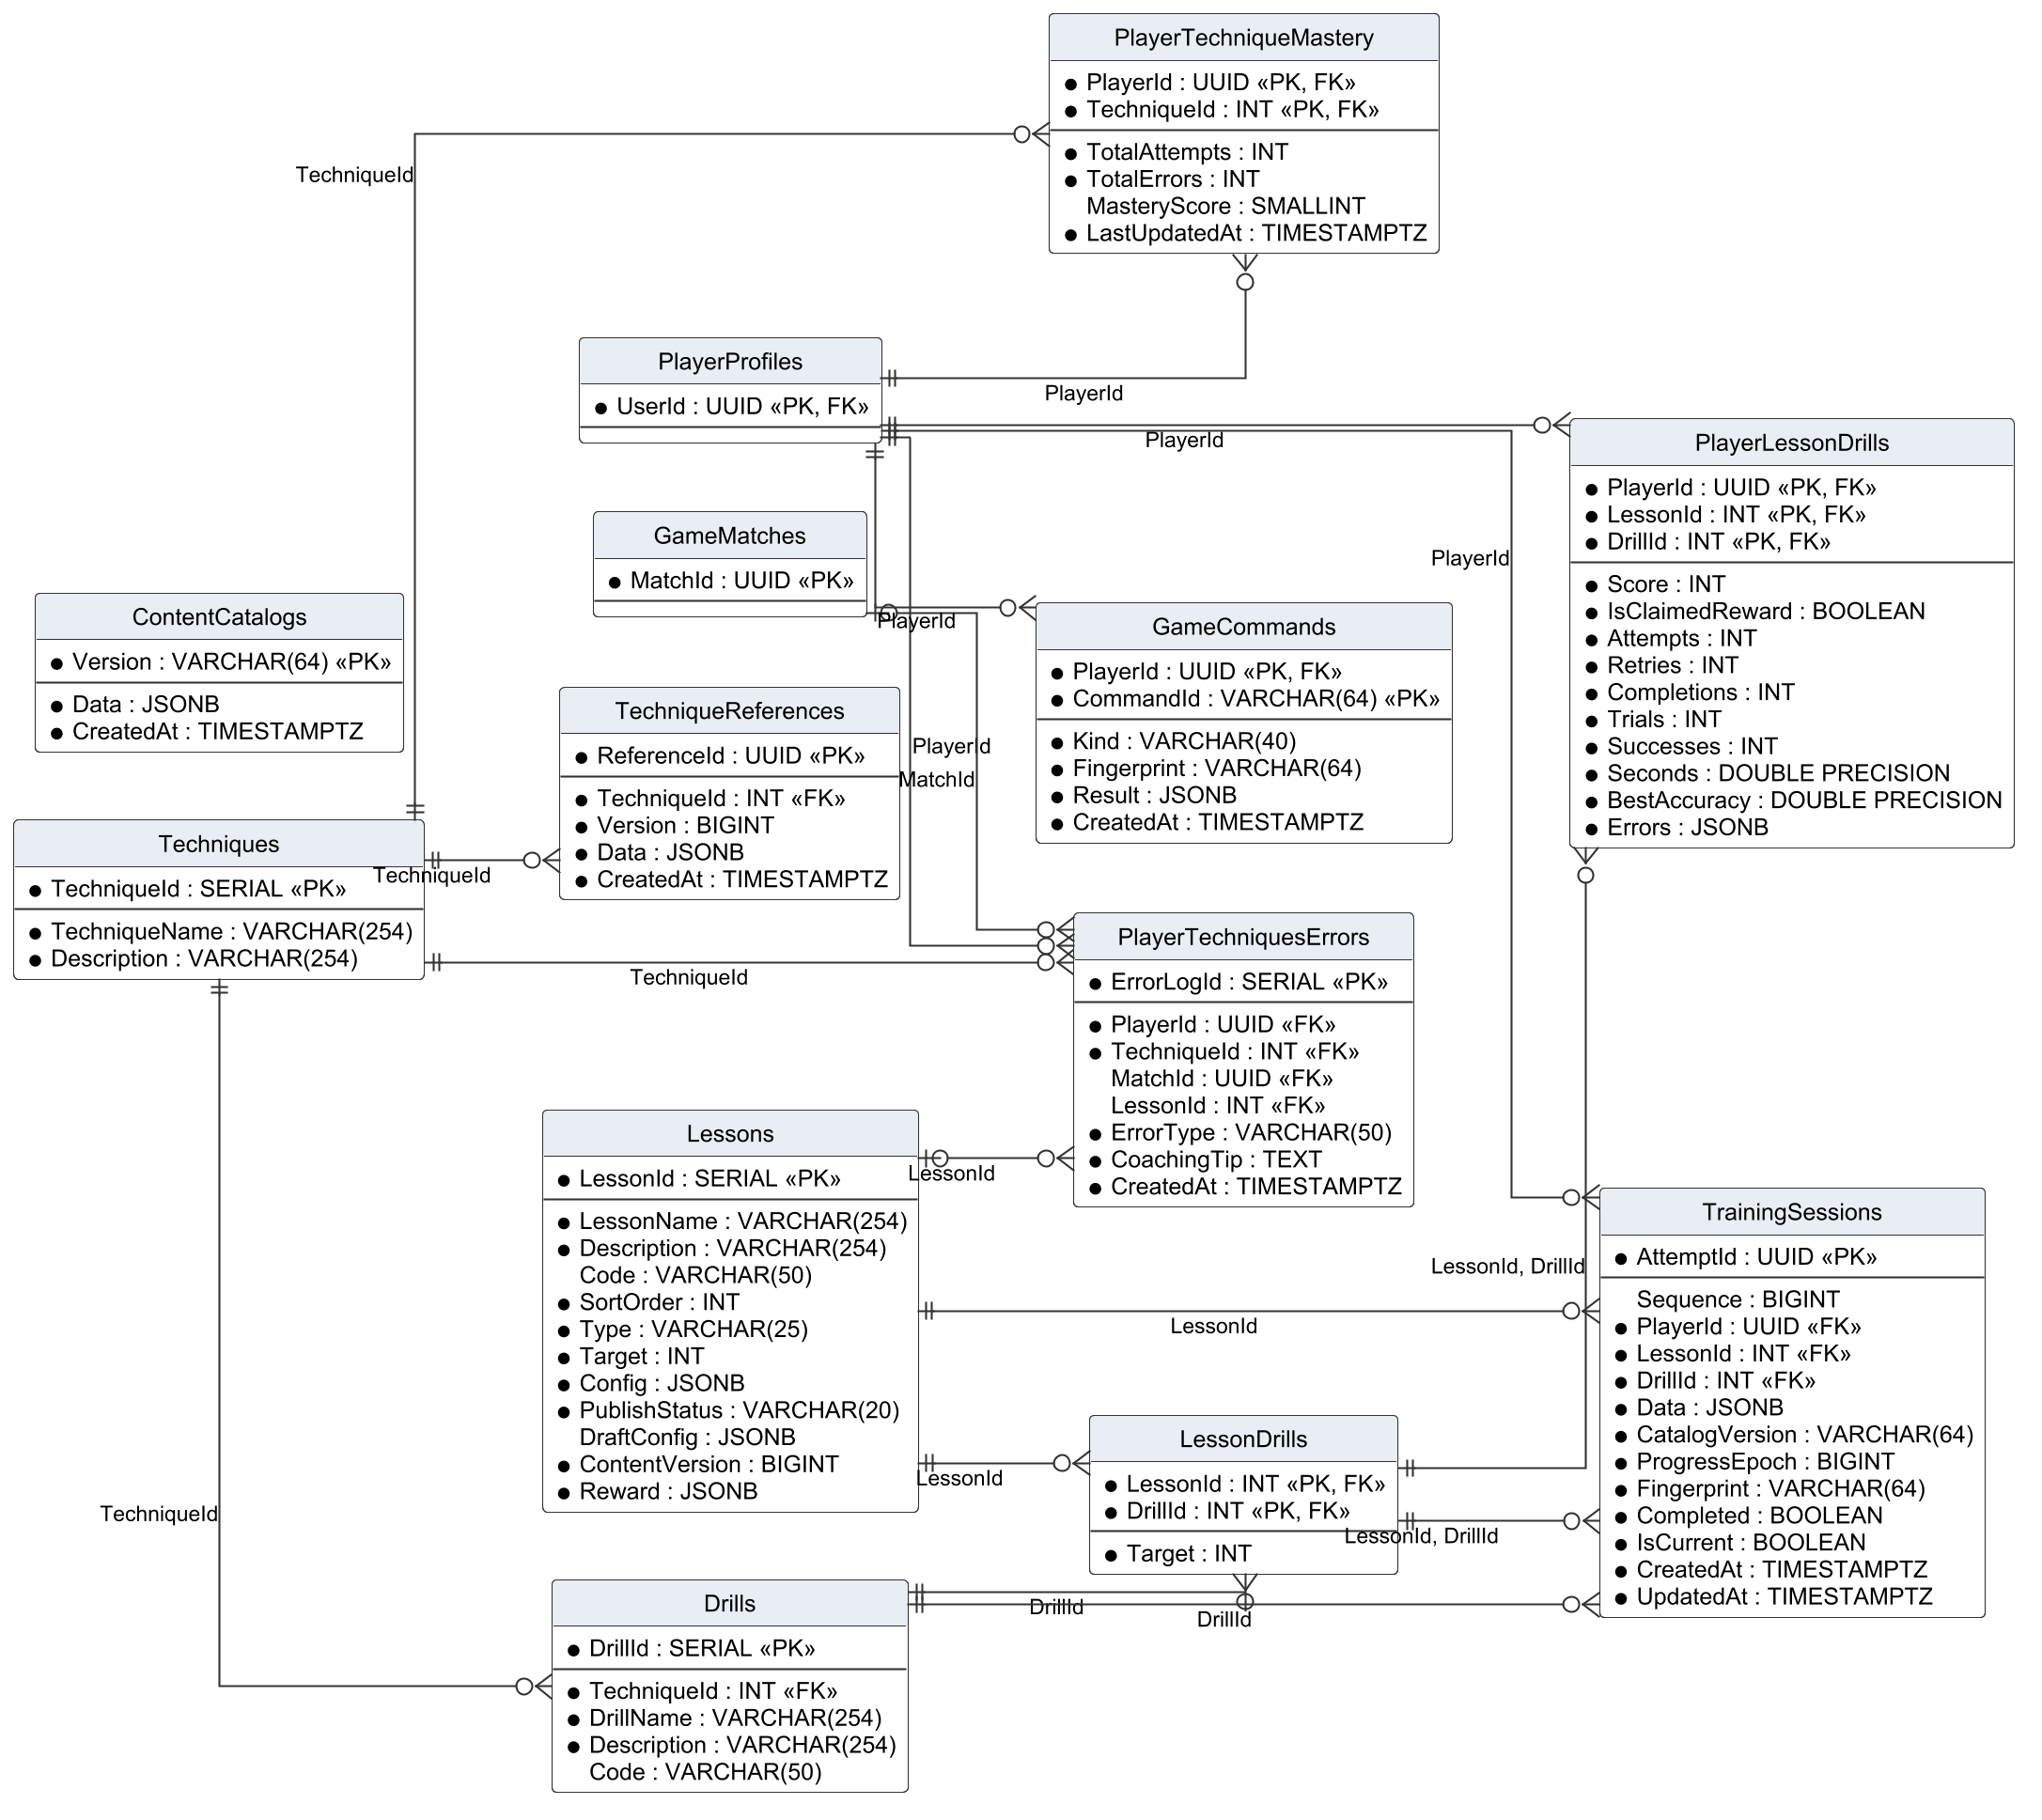 PlayerTechniqueMastery
PlayerId : UUID «PK, FK»
TechniqueId : INT «PK, FK»
TotalAttempts : INT
TotalErrors : INT
MasteryScore : SMALLINT
LastUpdatedAt : TIMESTAMPTZ
TechniqueId
PlayerProfiles
UserId : UUID «PK, FK»
PlayerId
PlayerId
PlayerLessonDrills
PlayerId : UUID «PK, FK»
LessonId : INT «PK, FK»
DrillId : INT «PK, FK»
Score : INT
IsClaimedReward : BOOLEAN
Attempts : INT
Retries : INT
Completions : INT
Trials : INT
Successes : INT
Seconds : DOUBLE PRECISION
BestAccuracy : DOUBLE PRECISION
Errors : JSONB
PlayerId
GameMatches
MatchId : UUID «PK»
PlayerId
GameCommands
PlayerId : UUID «PK, FK»
CommandId : VARCHAR(64) «PK»
Kind : VARCHAR(40)
Fingerprint : VARCHAR(64)
Result : JSONB
CreatedAt : TIMESTAMPTZ
ContentCatalogs
Version : VARCHAR(64) «PK»
Data : JSONB
CreatedAt : TIMESTAMPTZ
TechniqueReferences
ReferenceId : UUID «PK»
TechniqueId : INT «FK»
Version : BIGINT
Data : JSONB
CreatedAt : TIMESTAMPTZ
PlayerId
MatchId
Techniques
TechniqueId : SERIAL «PK»
TechniqueName : VARCHAR(254)
Description : VARCHAR(254)
TechniqueId
TechniqueId
PlayerTechniquesErrors
ErrorLogId : SERIAL «PK»
PlayerId : UUID «FK»
TechniqueId : INT «FK»
MatchId : UUID «FK»
LessonId : INT «FK»
ErrorType : VARCHAR(50)
CoachingTip : TEXT
CreatedAt : TIMESTAMPTZ
Lessons
LessonId : SERIAL «PK»
LessonName : VARCHAR(254)
Description : VARCHAR(254)
Code : VARCHAR(50)
SortOrder : INT
Type : VARCHAR(25)
Target : INT
Config : JSONB
PublishStatus : VARCHAR(20)
DraftConfig : JSONB
ContentVersion : BIGINT
Reward : JSONB
LessonId
LessonId, DrillId
LessonId
LessonId
TrainingSessions
AttemptId : UUID «PK»
Sequence : BIGINT
PlayerId : UUID «FK»
LessonId : INT «FK»
DrillId : INT «FK»
Data : JSONB
CatalogVersion : VARCHAR(64)
ProgressEpoch : BIGINT
Fingerprint : VARCHAR(64)
Completed : BOOLEAN
IsCurrent : BOOLEAN
CreatedAt : TIMESTAMPTZ
UpdatedAt : TIMESTAMPTZ
LessonDrills
LessonId : INT «PK, FK»
DrillId : INT «PK, FK»
Target : INT
LessonId, DrillId
TechniqueId
Drills
DrillId : SERIAL «PK»
TechniqueId : INT «FK»
DrillName : VARCHAR(254)
Description : VARCHAR(254)
Code : VARCHAR(50)
DrillId
DrillId